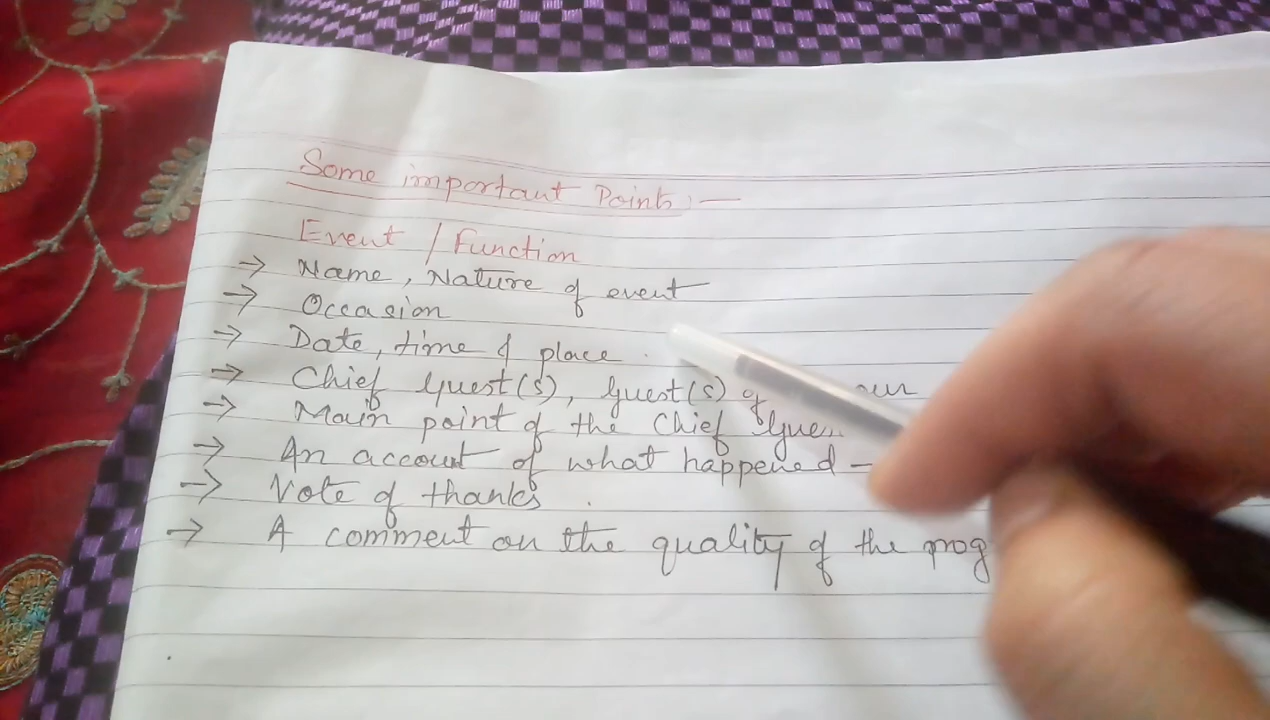 Some important Points :-
Event / Function
→ Name, Nature of event
→ Occasion
→ Date, time & place .
→ Chief Guest(s), Guest(s) of
→ Main point of the Chief
→ An account of what happened -
→ Vote of thanks .
→ A comment on the quality of the